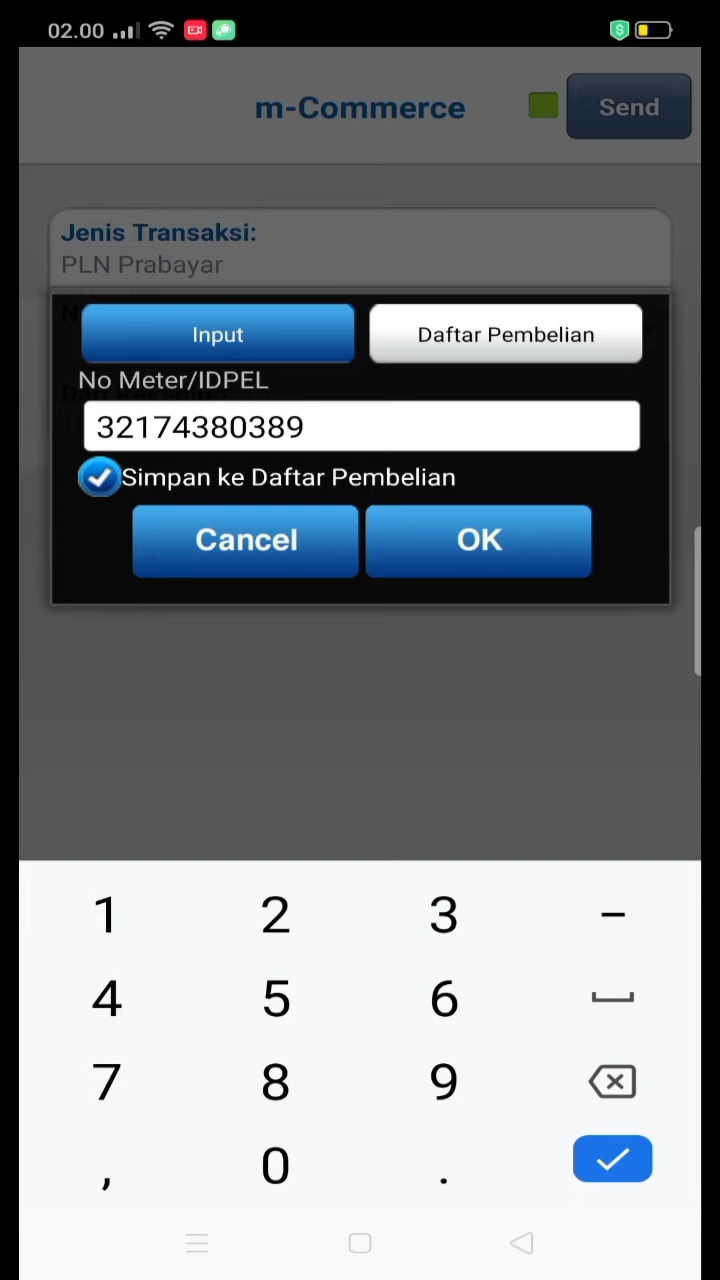 02.00
m-Commerce
Send
Jenis Transaksi:
PLN Prabayar
Input
Daftar Pembelian
No Meter/IDPEL
32174380389
Simpan ke Daftar Pembelian
Cancel
OK
1 2 3 –
4 5 6
7 8 9
, 0 .